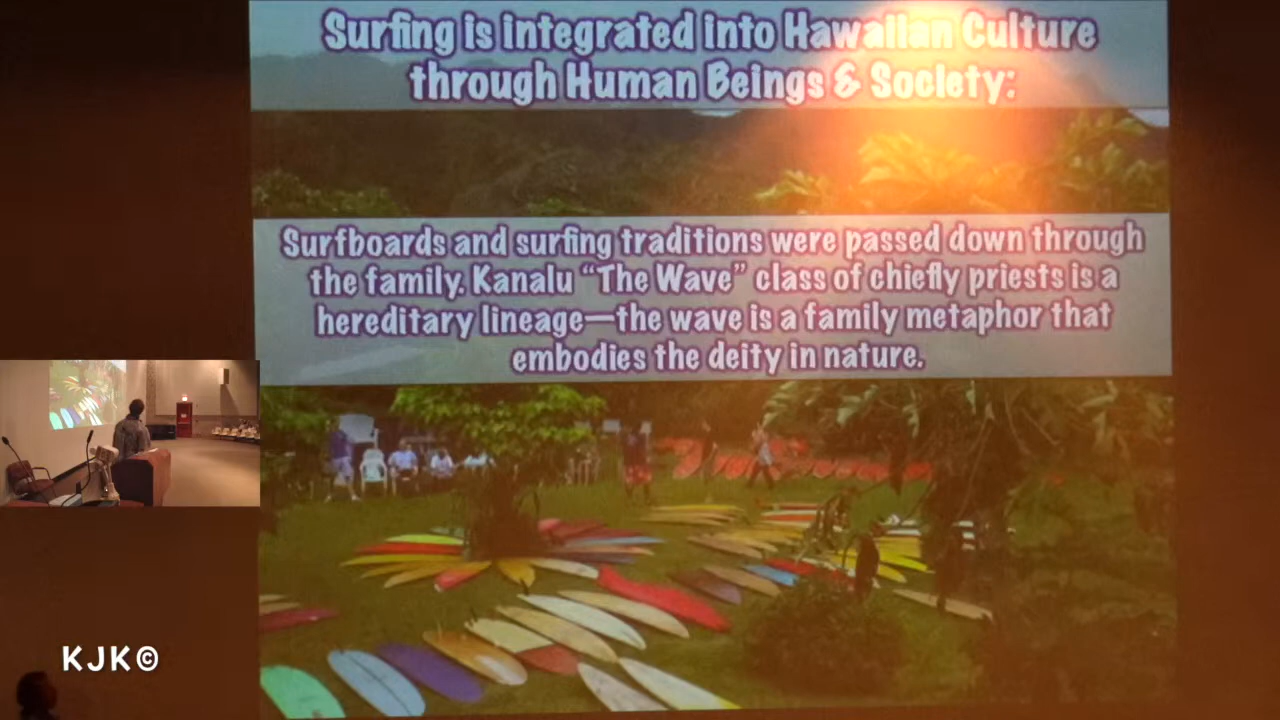 Surfing is integrated into Hawaiian Culture
through Human Beings & Society:
Surfboards and surfing traditions were passed down through
the family. Kanalu “The Wave” class of chiefly priests is a
hereditary lineage—the wave is a family metaphor that
embodies the deity in nature.
KJK©